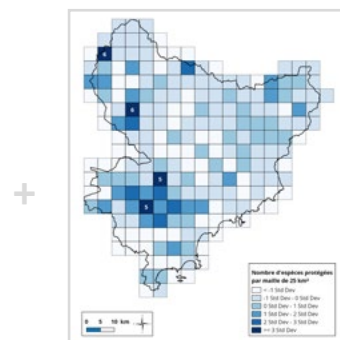 +
6
6
5
5
Nombre d'espèces protégées
par maille de 25 km²
< -1 Std Dev
-1 Std Dev - 0 Std Dev
0 Std Dev - 1 Std Dev
1 Std Dev - 2 Std Dev
2 Std Dev - 3 Std Dev
>= 3 Std Dev
0 5 10 km